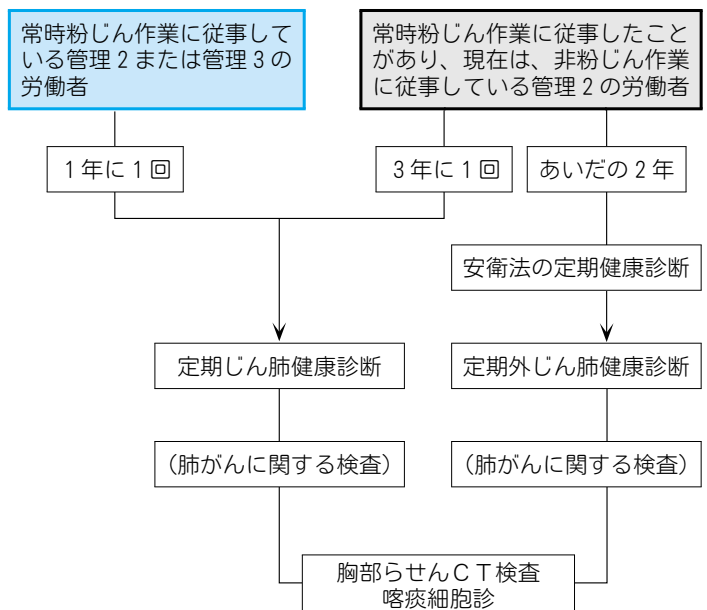 常時粉じん作業に従事して
いる管理2または管理3の
労働者
常時粉じん作業に従事したこと
があり、現在は、非粉じん作業
に従事している管理2の労働者
1年に1回
3年に1回
あいだの2年
安衛法の定期健康診断
定期じん肺健康診断
定期外じん肺健康診断
(肺がんに関する検査)
(肺がんに関する検査)
胸部らせんCT検査
喀痰細胞診